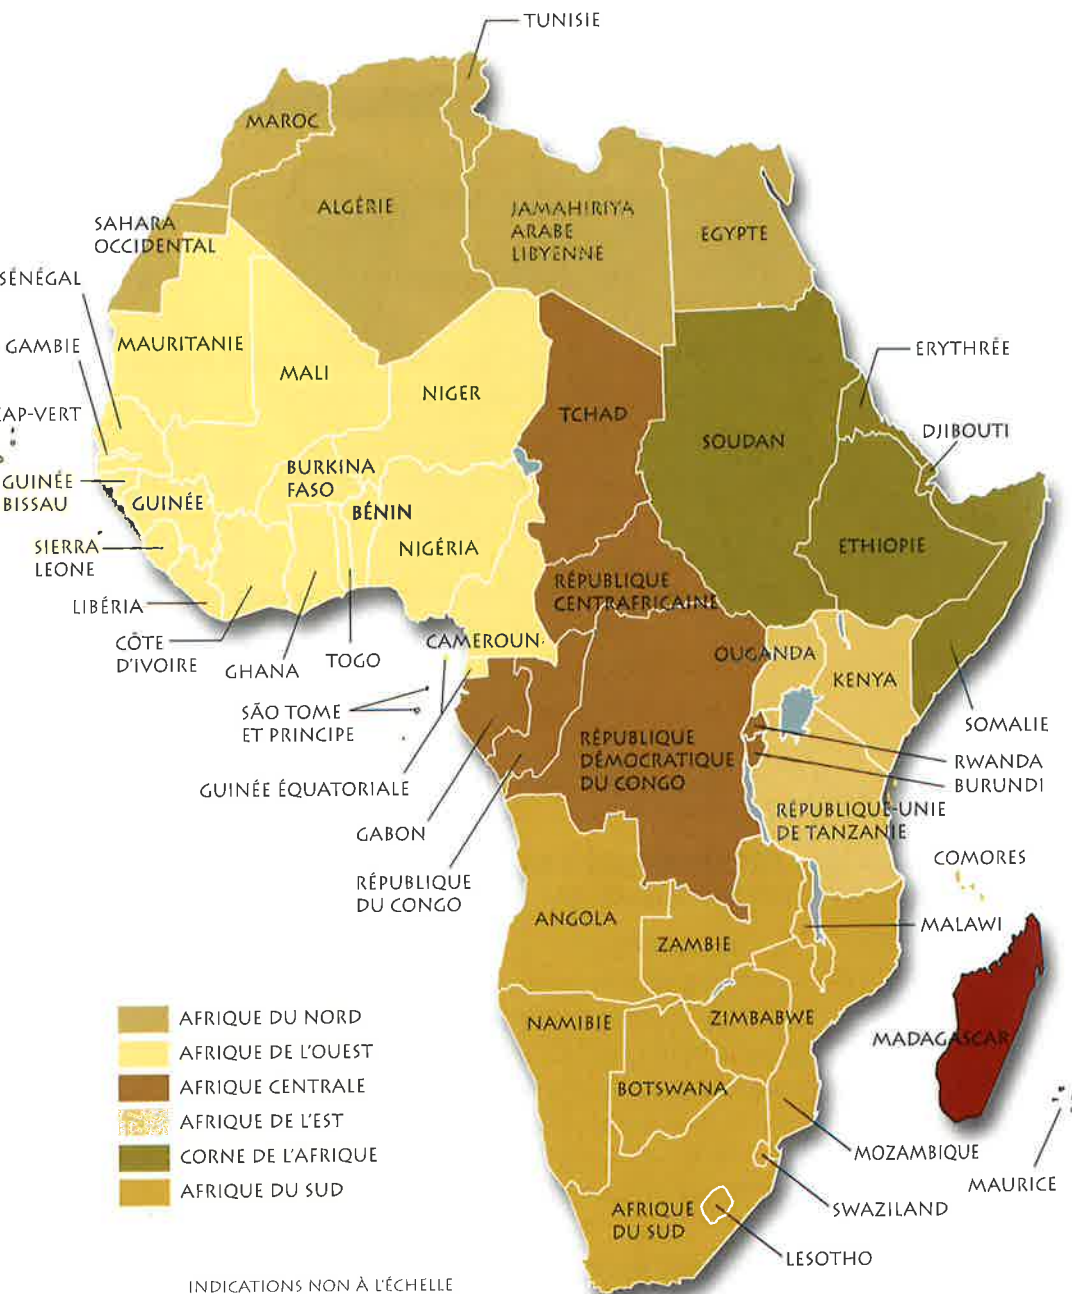 TUNISIE
MAROC
ALGÉRIE
JAMAHIRIYA
ARABE
LIBYENNE
EGYPTE
SAHARA
OCCIDENTAL
SÉNÉGAL
GAMBIE
MAURITANIE
MALI
NIGER
TCHAD
SOUDAN
ERYTHRÉE
DJIBOUTI
CAP-VERT
GUINÉE
BISSAU
GUINÉE
BURKINA
FASO
BÉNIN
NIGÉRIA
ETHIOPIE
SIERRA
LEONE
LIBÉRIA
CÔTE
D'IVOIRE
GHANA
TOGO
CAMEROUN
RÉPUBLIQUE
CENTRAFRICAINE
OUGANDA
KENYA
SOMALIE
SÃO TOME
ET PRINCIPE
GUINÉE ÉQUATORIALE
GABON
RÉPUBLIQUE
DU CONGO
RÉPUBLIQUE
DÉMOCRATIQUE
DU CONGO
RWANDA
BURUNDI
RÉPUBLIQUE-UNIE
DE TANZANIE
COMORES
ANGOLA
ZAMBIE
MALAWI
NAMIBIE
ZIMBABWE
MADAGASCAR
BOTSWANA
MOZAMBIQUE
MAURICE
SWAZILAND
AFRIQUE
DU SUD
LESOTHO
AFRIQUE DU NORD
AFRIQUE DE L'OUEST
AFRIQUE CENTRALE
AFRIQUE DE L'EST
CORNE DE L'AFRIQUE
AFRIQUE DU SUD
INDICATIONS NON À L'ÉCHELLE